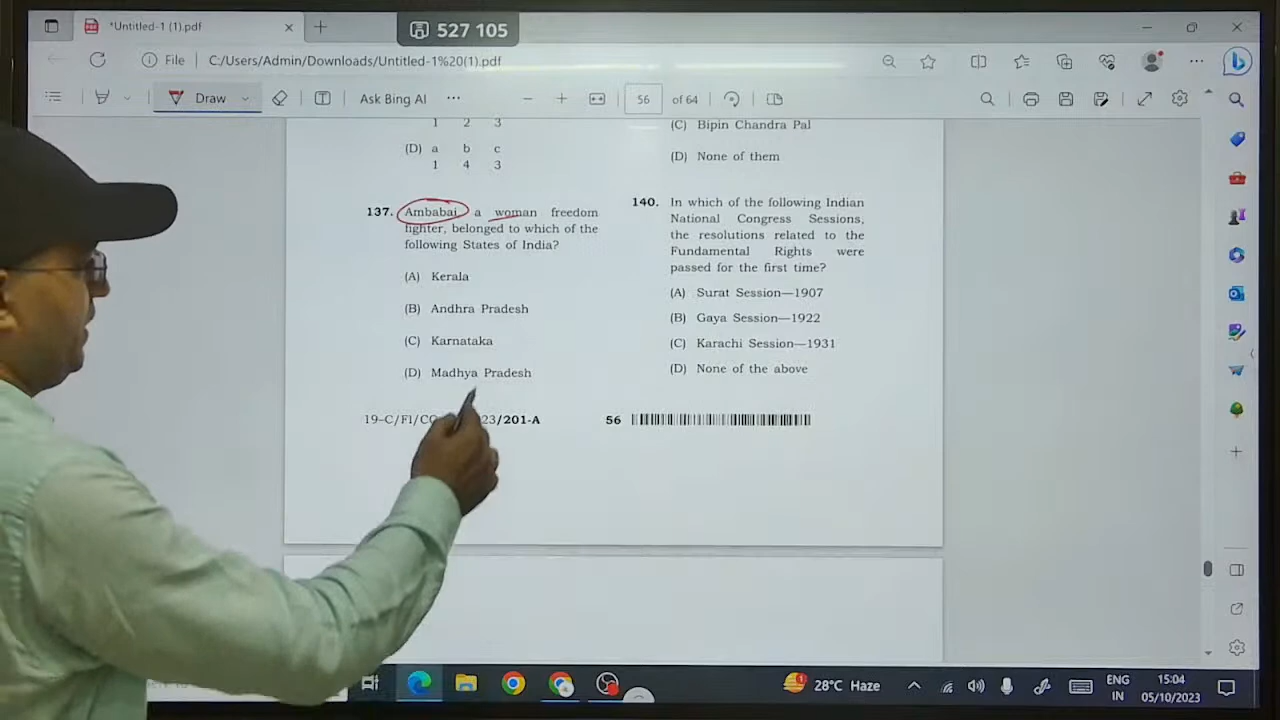 *Untitled-1 (1).pdf
527 105
File
C:/Users/Admin/Downloads/Untitled-1%20(1).pdf
Draw
Ask Bing AI
56
of 64
1 2 3
(D) a b c
1 4 3
137. Ambabai a woman freedom
fighter, belonged to which of the
following States of India?
(A) Kerala
(B) Andhra Pradesh
(C) Karnataka
(D) Madhya Pradesh
(C) Bipin Chandra Pal
(D) None of them
140. In which of the following Indian
National Congress Sessions,
the resolutions related to the
Fundamental Rights were
passed for the first time?
(A) Surat Session—1907
(B) Gaya Session—1922
(C) Karachi Session—1931
(D) None of the above
19-C/FI/CC 23/201-A
56
28°C Haze
ENG
IN
15:04
05/10/2023